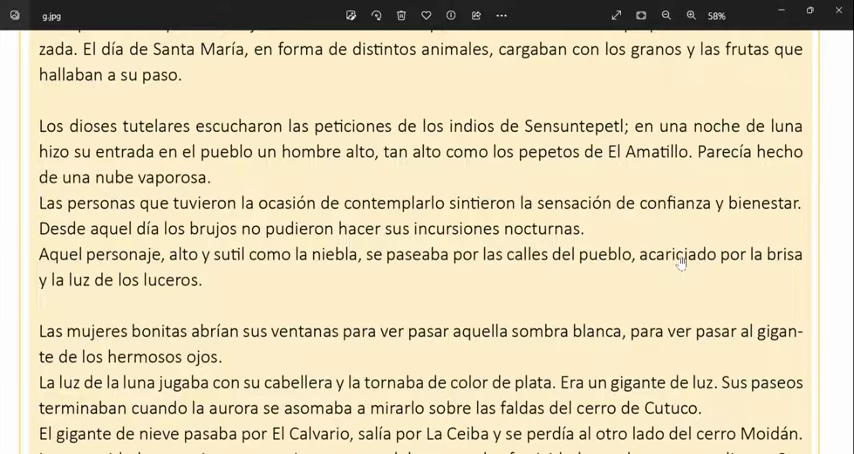 g.jpg
58%
zada. El día de Santa María, en forma de distintos animales, cargaban con los granos y las frutas que
hallaban a su paso.
Los dioses tutelares escucharon las peticiones de los indios de Sensuntepetl; en una noche de luna
hizo su entrada en el pueblo un hombre alto, tan alto como los pepetos de El Amatillo. Parecía hecho
de una nube vaporosa.
Las personas que tuvieron la ocasión de contemplarlo sintieron la sensación de confianza y bienestar.
Desde aquel día los brujos no pudieron hacer sus incursiones nocturnas.
Aquel personaje, alto y sutil como la niebla, se paseaba por las calles del pueblo, acariciado por la brisa
y la luz de los luceros.
Las mujeres bonitas abrían sus ventanas para ver pasar aquella sombra blanca, para ver pasar al gigan-
te de los hermosos ojos.
La luz de la luna jugaba con su cabellera y la tornaba de color de plata. Era un gigante de luz. Sus paseos
terminaban cuando la aurora se asomaba a mirarlo sobre las faldas del cerro de Cutuco.
El gigante de nieve pasaba por El Calvario, salía por La Ceiba y se perdía al otro lado del cerro Moidán.